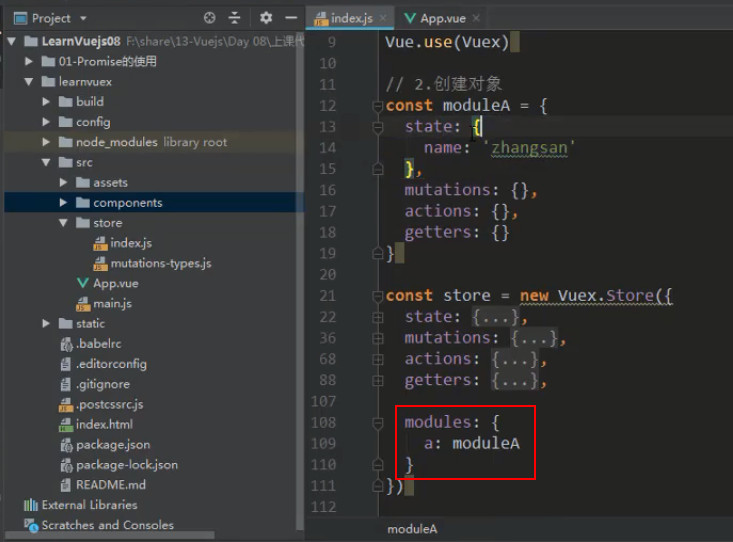 Project
index.js
App.vue
LearnVuejs08 F:\share\13-Vuejs\Day 08\上课代
01-Promise的使用
learnvuex
build
config
node_modules library root
src
assets
components
store
index.js
mutations-types.js
App.vue
main.js
static
.babelrc
.editorconfig
.gitignore
.postcssrc.js
index.html
package.json
package-lock.json
README.md
External Libraries
Scratches and Consoles
9 Vue.use(Vuex)
10
11 // 2.创建对象
12 const moduleA = {
13 state: {
14 name: 'zhangsan'
15 },
16 mutations: {},
17 actions: {},
18 getters: {}
19 }
20
21 const store = new Vuex.Store({
22 state: {...},
36 mutations: {...},
68 actions: {...},
88 getters: {...},
107
108 modules: {
109 a: moduleA
110 }
111 })
112
moduleA